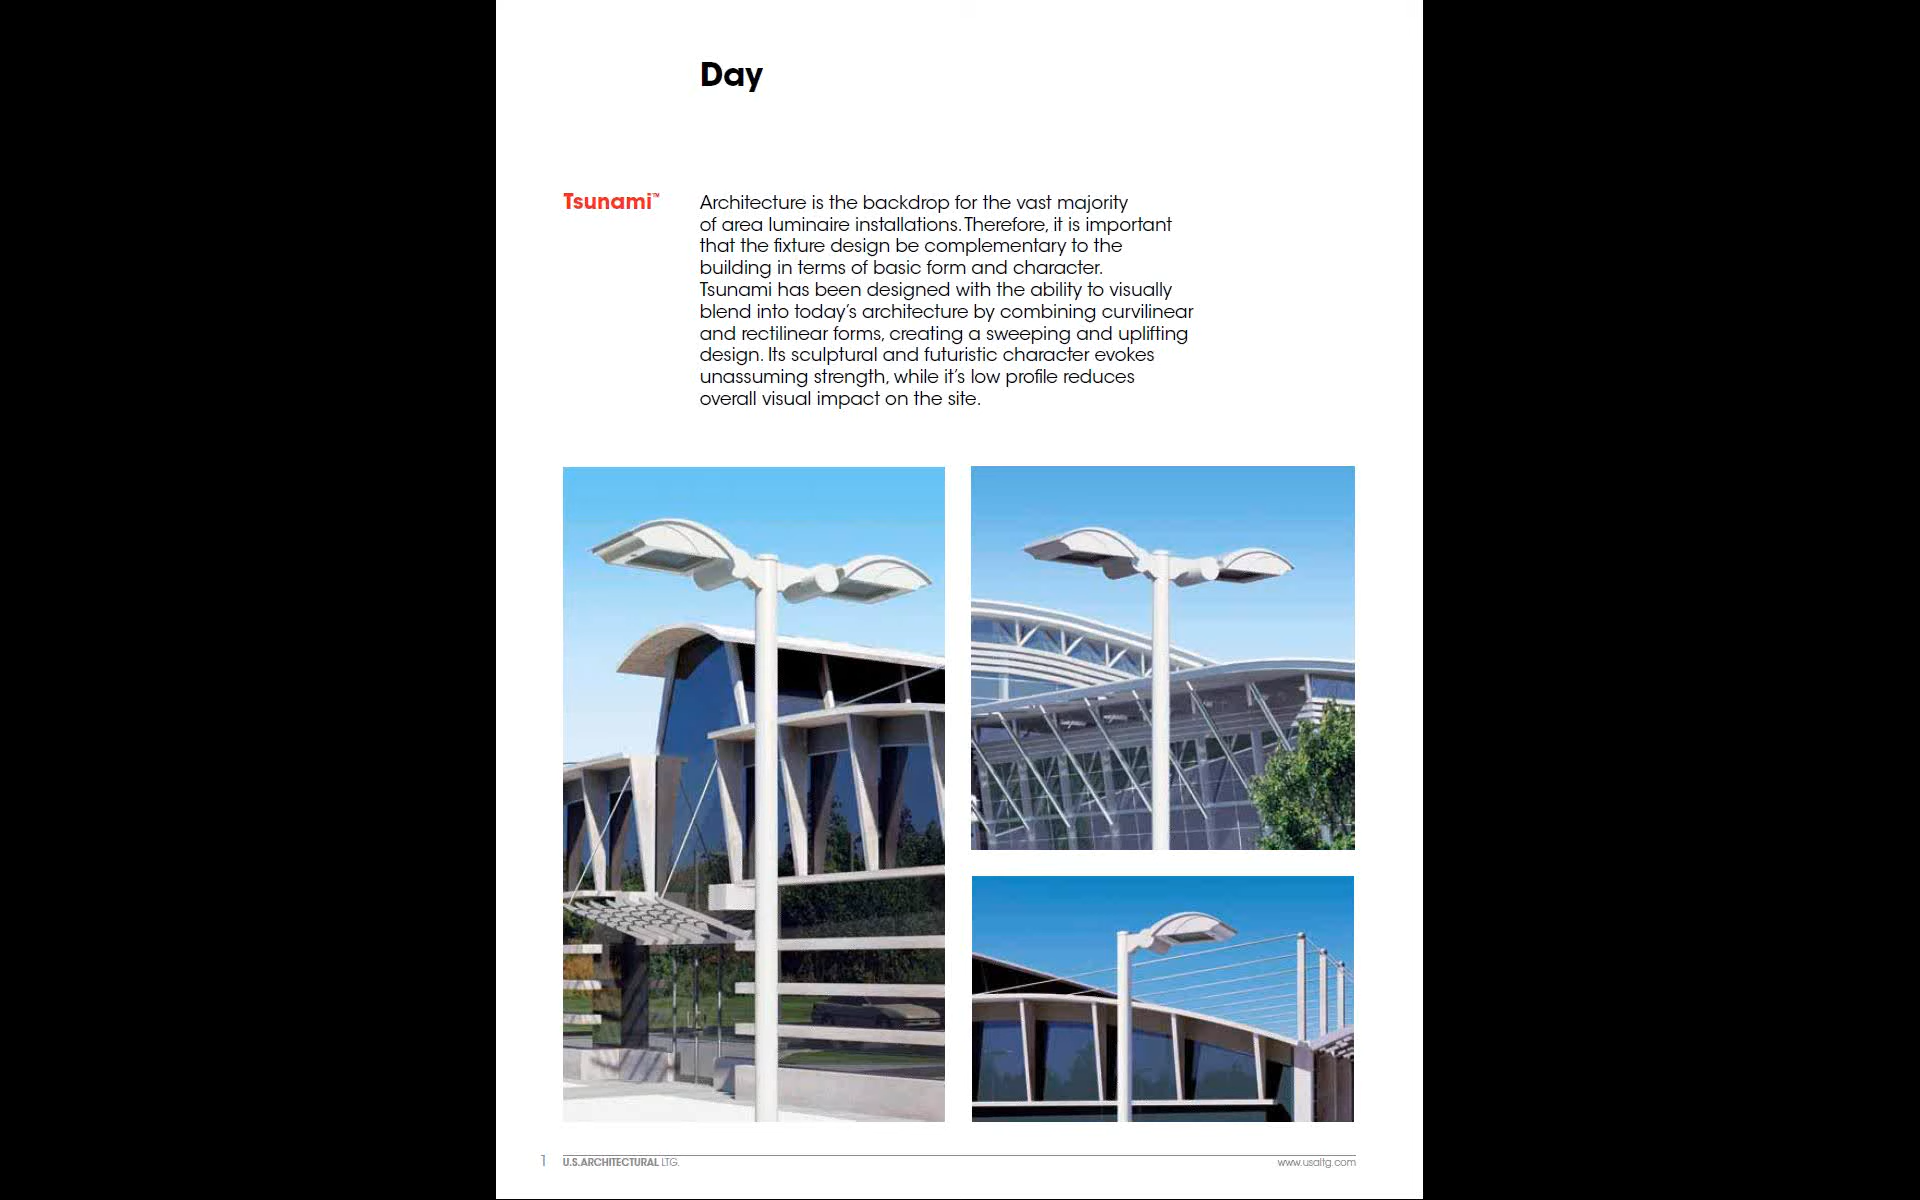 Day
Tsunami™
Architecture is the backdrop for the vast majority
of area luminaire installations. Therefore, it is important
that the fixture design be complementary to the
building in terms of basic form and character.
Tsunami has been designed with the ability to visually
blend into today's architecture by combining curvilinear
and rectilinear forms, creating a sweeping and uplifting
design. Its sculptural and futuristic character evokes
unassuming strength, while it's low profile reduces
overall visual impact on the site.
1 U.S.ARCHITECTURAL LTG. www.usaltg.com